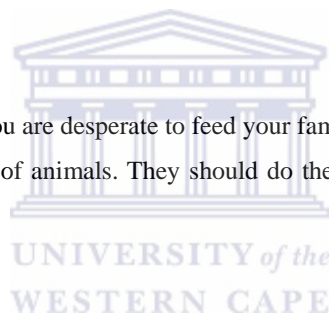 ou are desperate to feed your fam
of animals. They should do the
UNIVERSITY of the
WESTERN CAPE